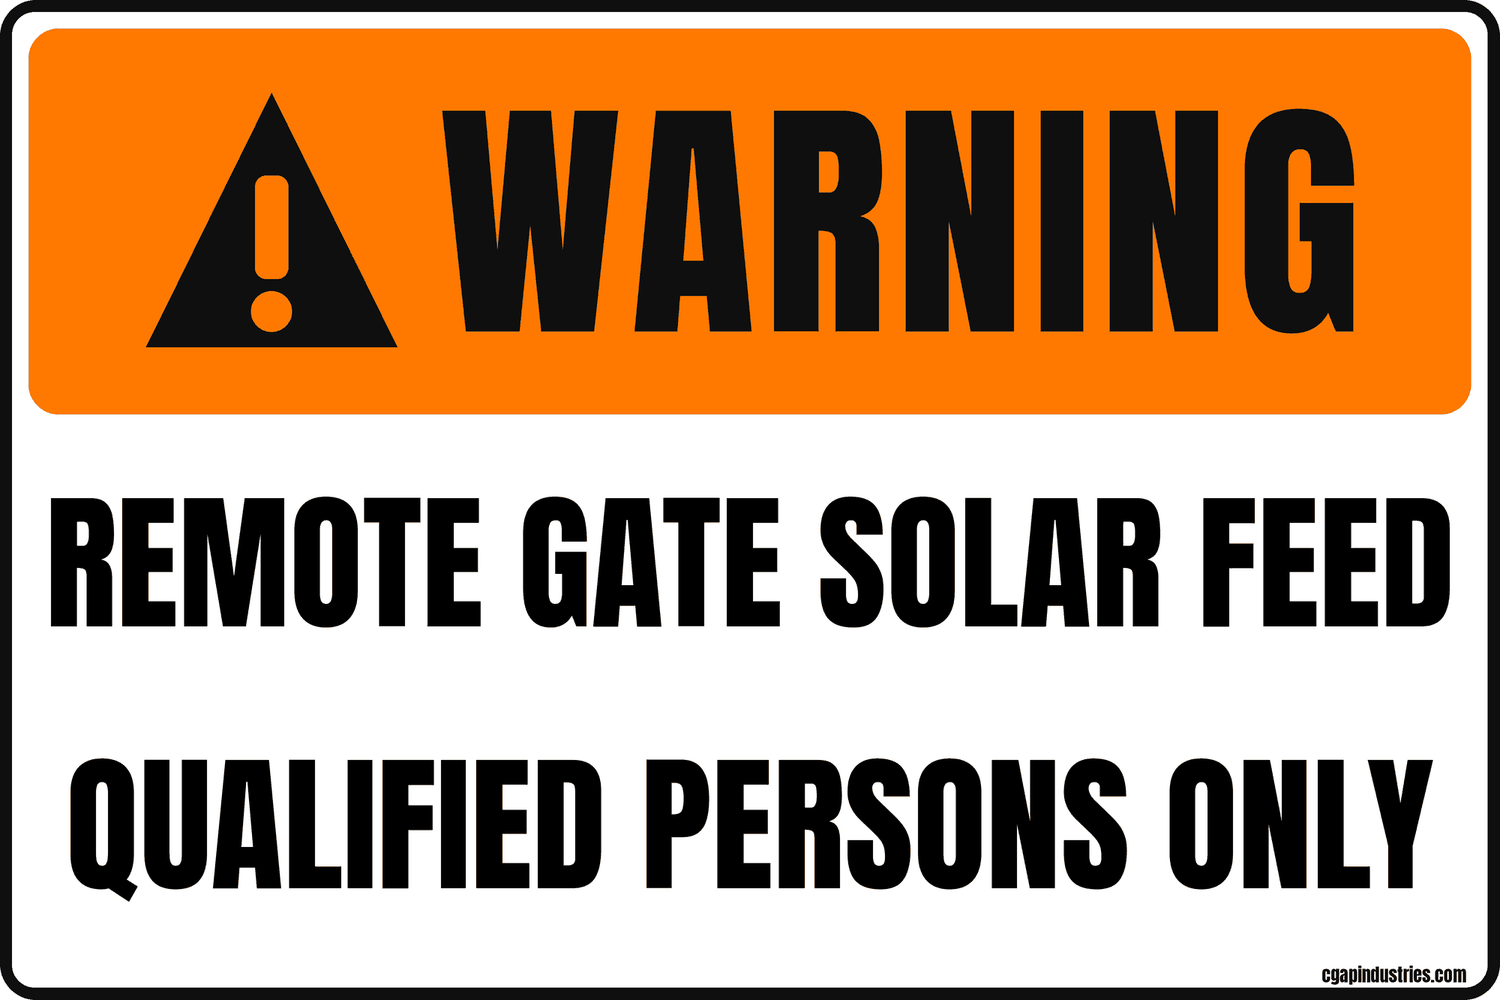 WARNING
REMOTE GATE SOLAR FEED
QUALIFIED PERSONS ONLY
cgapindustries.com